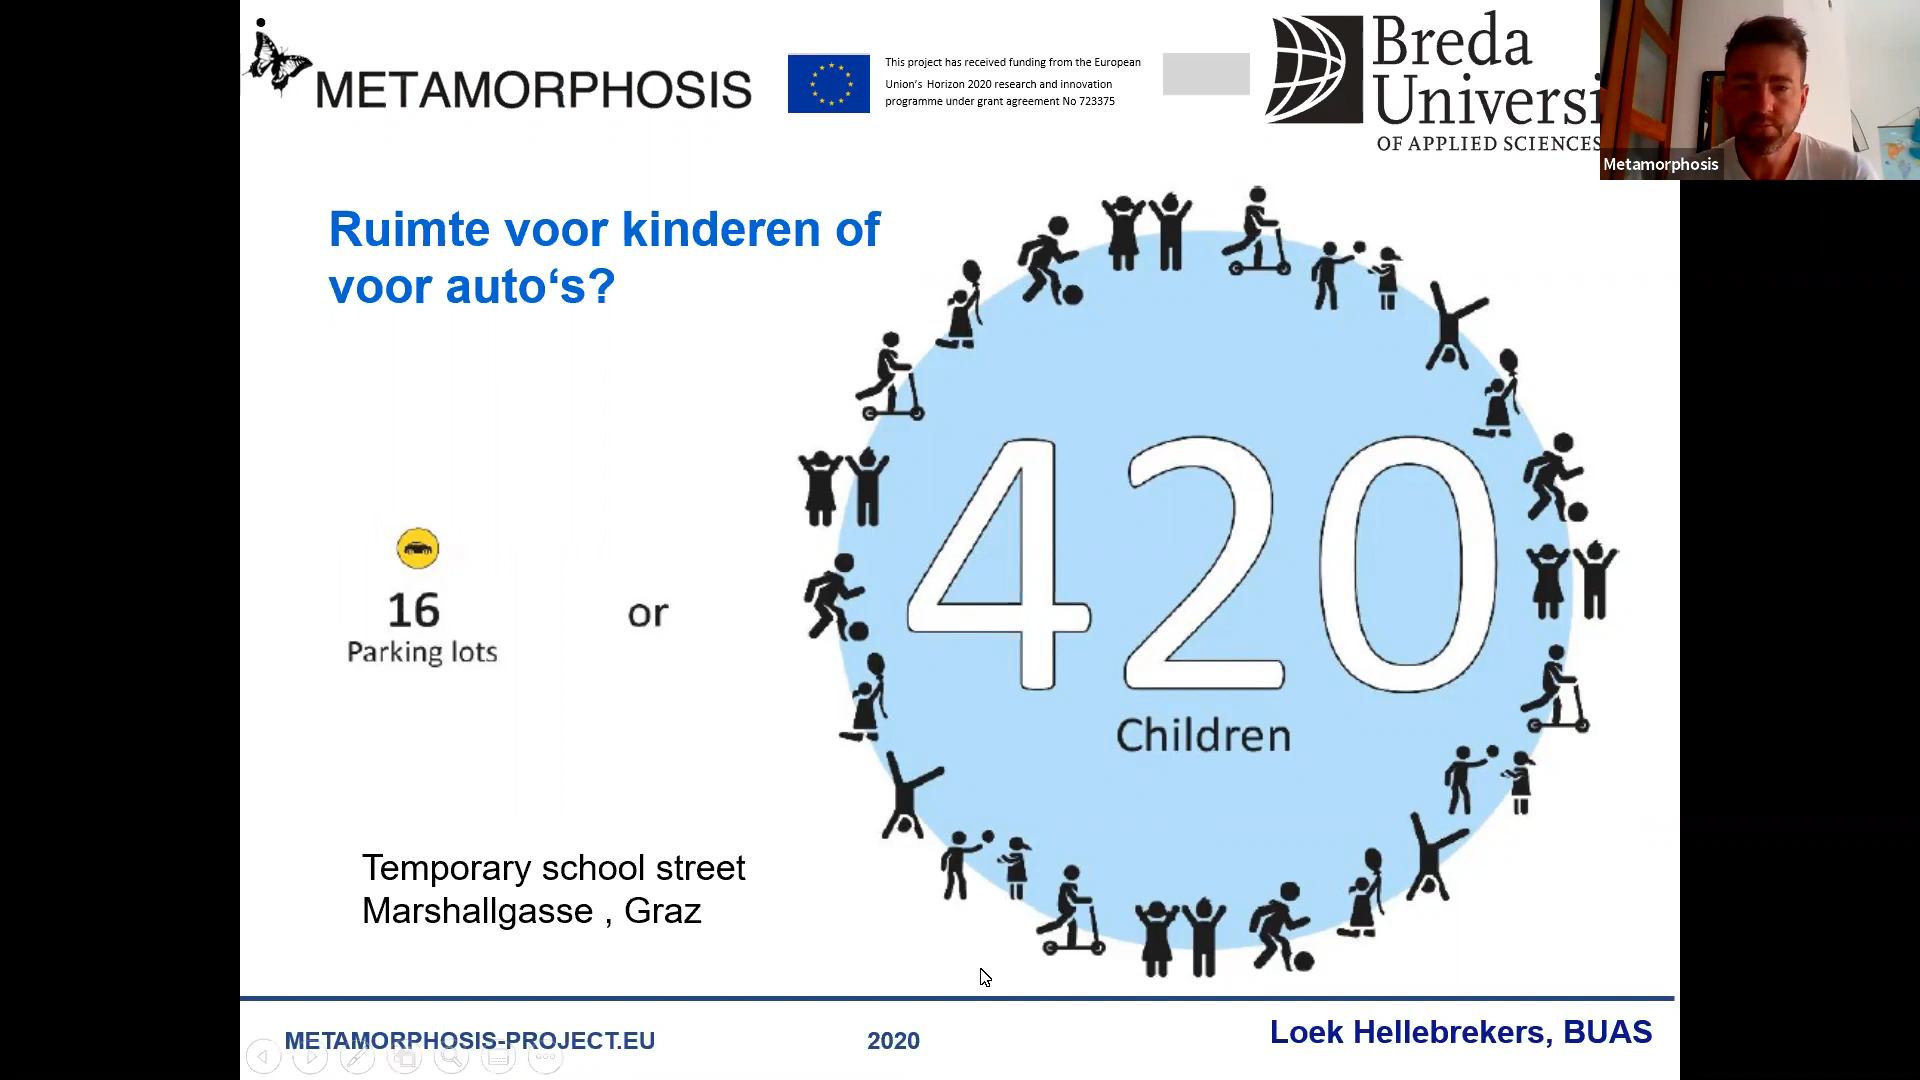 METAMORPHOSIS
This project has received funding from the European
Union's Horizon 2020 research and innovation
programme under grant agreement No 723375
Breda
Universi
OF APPLIED SCIENCES
Metamorphosis
Ruimte voor kinderen of
voor auto‘s?
16
Parking lots
or
420
Children
Temporary school street
Marshallgasse , Graz
METAMORPHOSIS-PROJECT.EU
2020
Loek Hellebrekers, BUAS